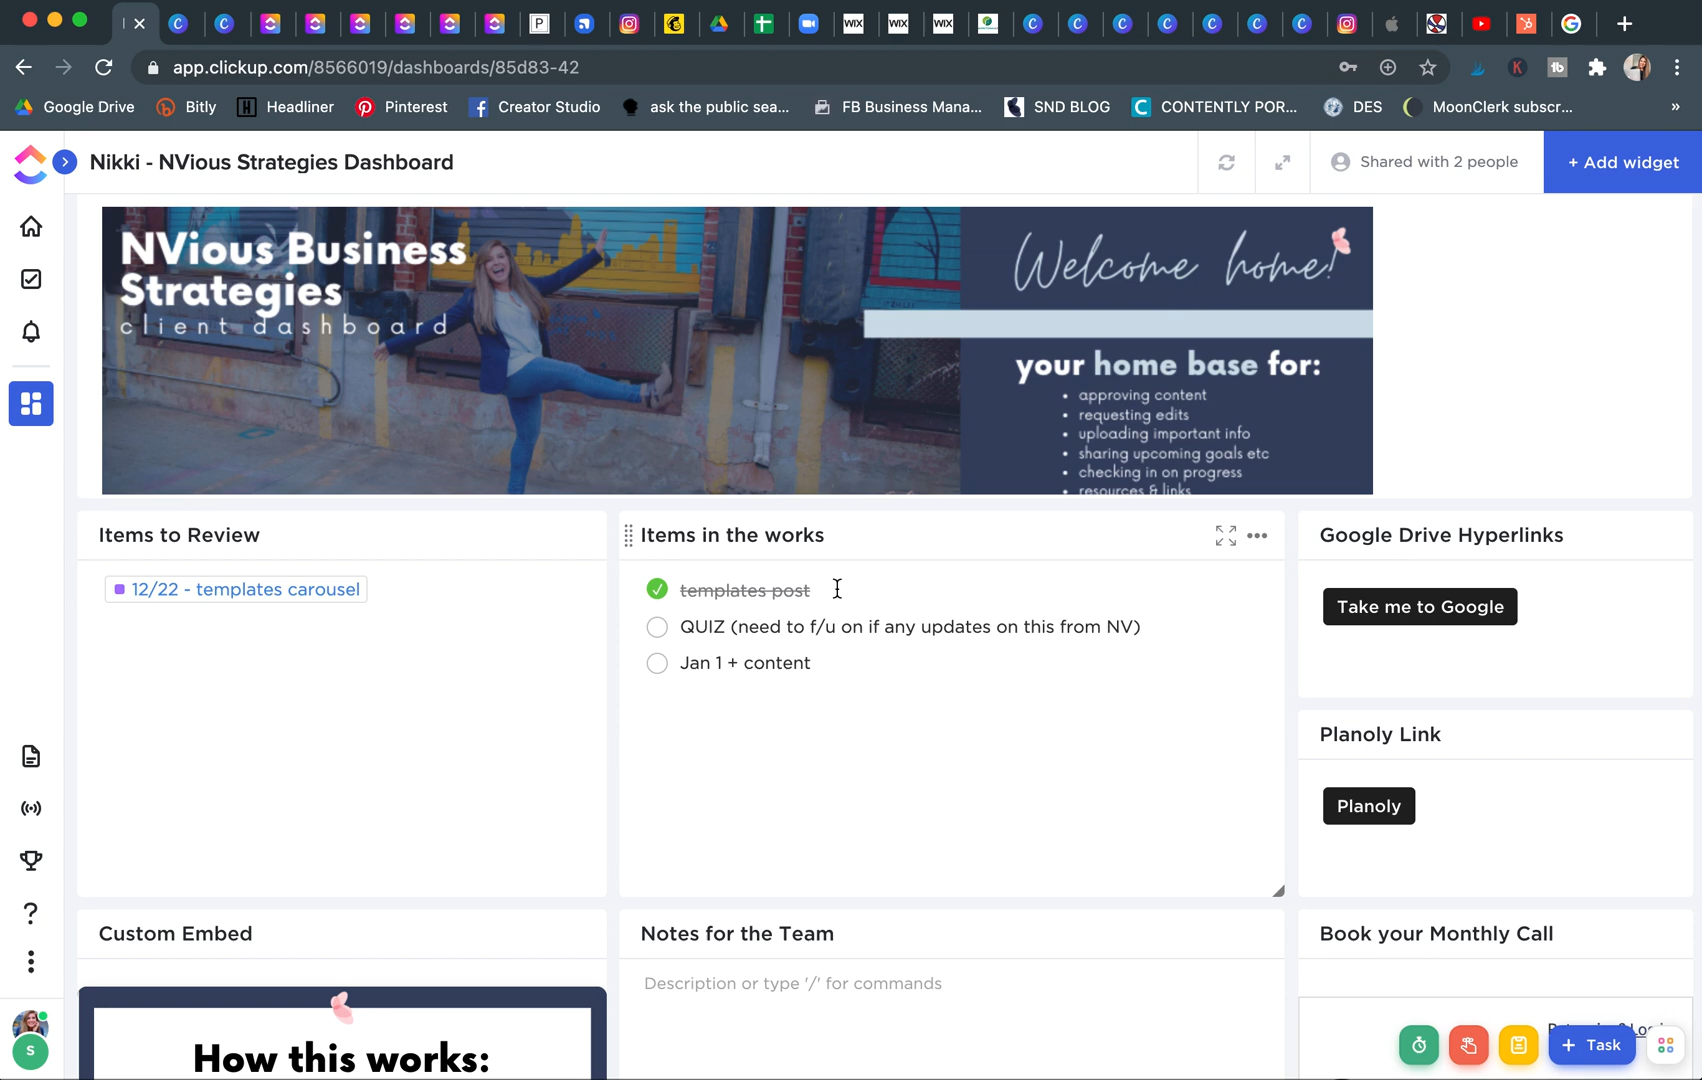 app.clickup.com/8566019/dashboards/85d83-42
Google Drive
Bitly
Headliner
Pinterest
Creator Studio
ask the public sea...
FB Business Mana...
SND BLOG
CONTENTLY POR...
DES
MoonClerk subscr...
»
Nikki - NVious Strategies Dashboard
Shared with 2 people
+ Add widget
NVious Business
Strategies
client dashboard
Welcome home!
your home base for:
• approving content
• requesting edits
• uploading important info
• sharing upcoming goals etc
• checking in on progress
• resources & links
Items to Review
12/22 - templates carousel
Items in the works
templates post
QUIZ (need to f/u on if any updates on this from NV)
Jan 1 + content
Google Drive Hyperlinks
Take me to Google
Planoly Link
Planoly
Custom Embed
How this works:
Notes for the Team
Description or type '/' for commands
Book your Monthly Call
+ Task
S